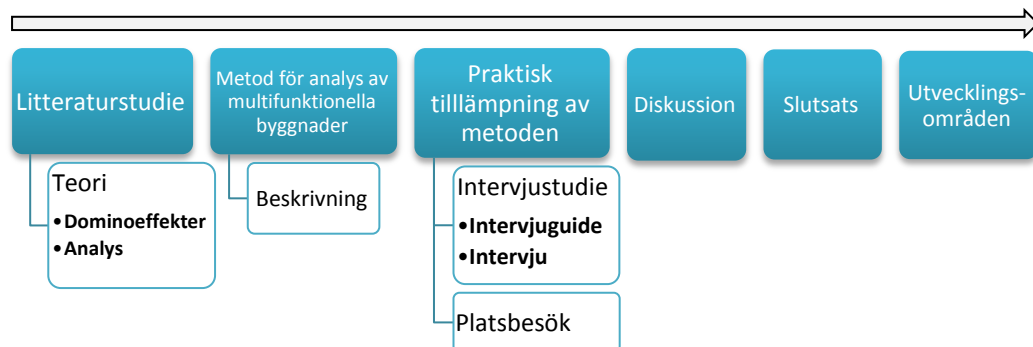 Litteraturstudie
Teori
•Dominoeffekter
•Analys
Metod för analys av
multifunktionella
byggnader
Beskrivning
Praktisk
tilllämpning av
metoden
Intervjustudie
•Intervjuguide
•Intervju
Platsbesök
Diskussion
Slutsats
Utvecklings-
områden